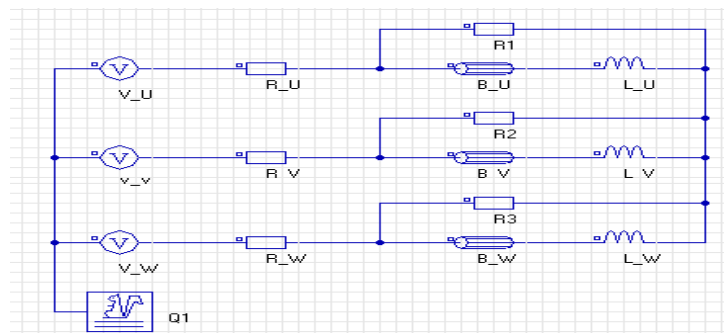 R1
V_U R_U B_U L_U
R2
V_V R_V B_V L_V
R3
V_W R_W B_W L_W
Q1